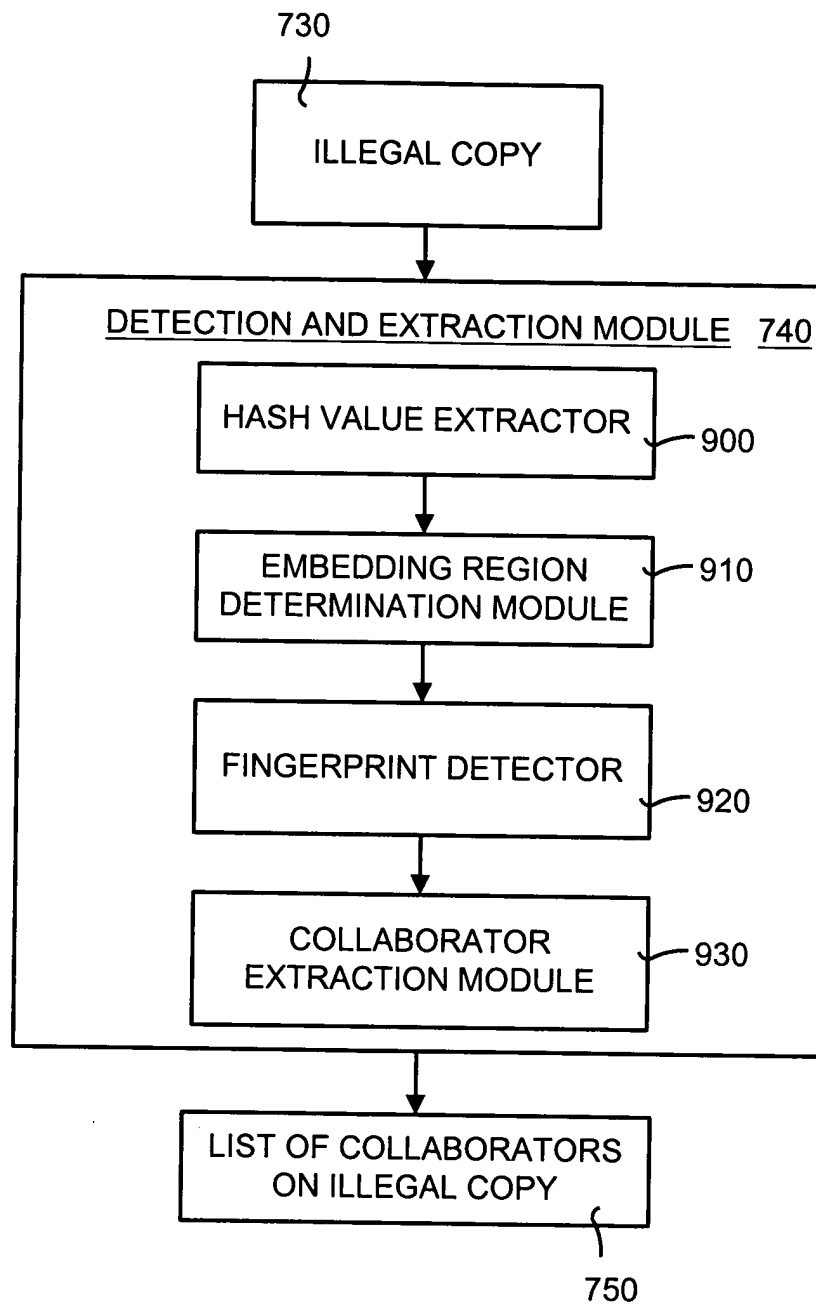 730
ILLEGAL COPY
DETECTION AND EXTRACTION MODULE 740
HASH VALUE EXTRACTOR
900
EMBEDDING REGION
DETERMINATION MODULE
910
FINGERPRINT DETECTOR
920
COLLABORATOR
EXTRACTION MODULE
930
LIST OF COLLABORATORS
ON ILLEGAL COPY
750